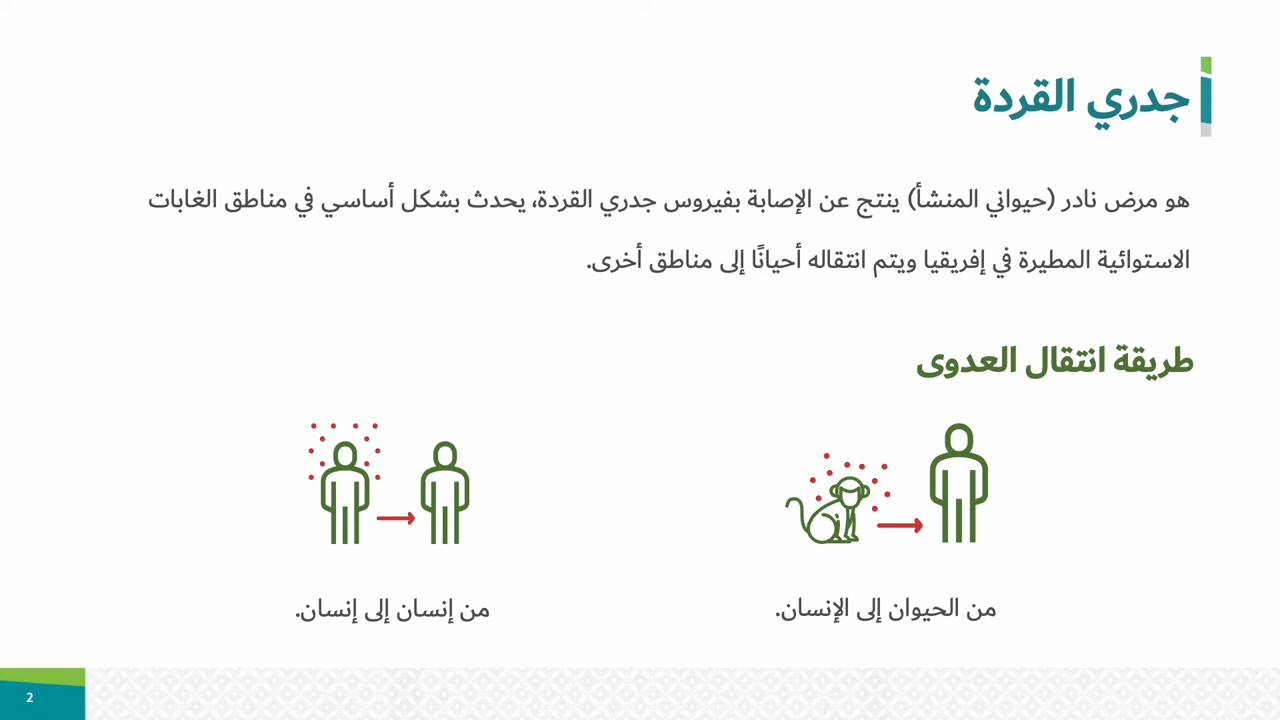 جدري القردة
هو مرض نادر (حيواني المنشأ) ينتج عن الإصابة بفيروس جدري القردة، يحدث بشكل أساسي في مناطق الغابات
الاستوائية المطيرة في إفريقيا ويتم انتقاله أحيانًا إلى مناطق أخرى.
طريقة انتقال العدوى
من الحيوان إلى الإنسان.
من إنسان إلى إنسان.
2